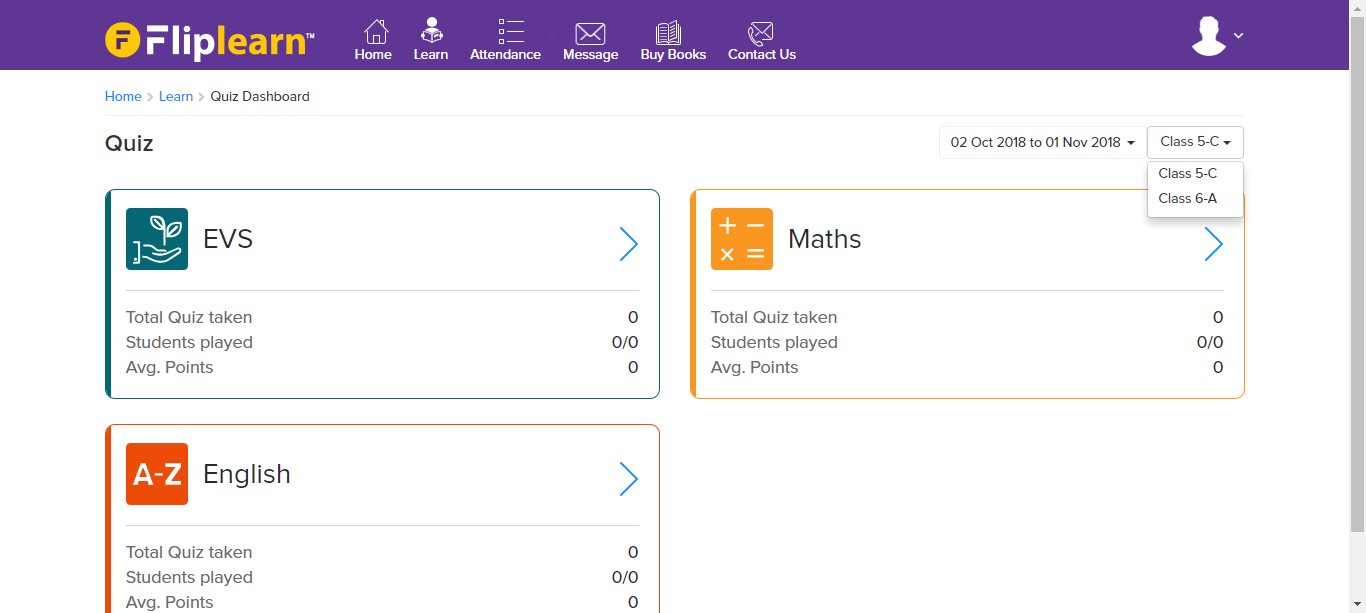 Fliplearn™
Home Learn Attendance Message Buy Books Contact Us
Home > Learn > Quiz Dashboard
Quiz
02 Oct 2018 to 01 Nov 2018
Class 5-C
Class 5-C
Class 6-A
EVS
Total Quiz taken 0
Students played 0/0
Avg. Points 0
Maths
Total Quiz taken 0
Students played 0/0
Avg. Points 0
A-Z
English
Total Quiz taken 0
Students played 0/0
Avg. Points 0